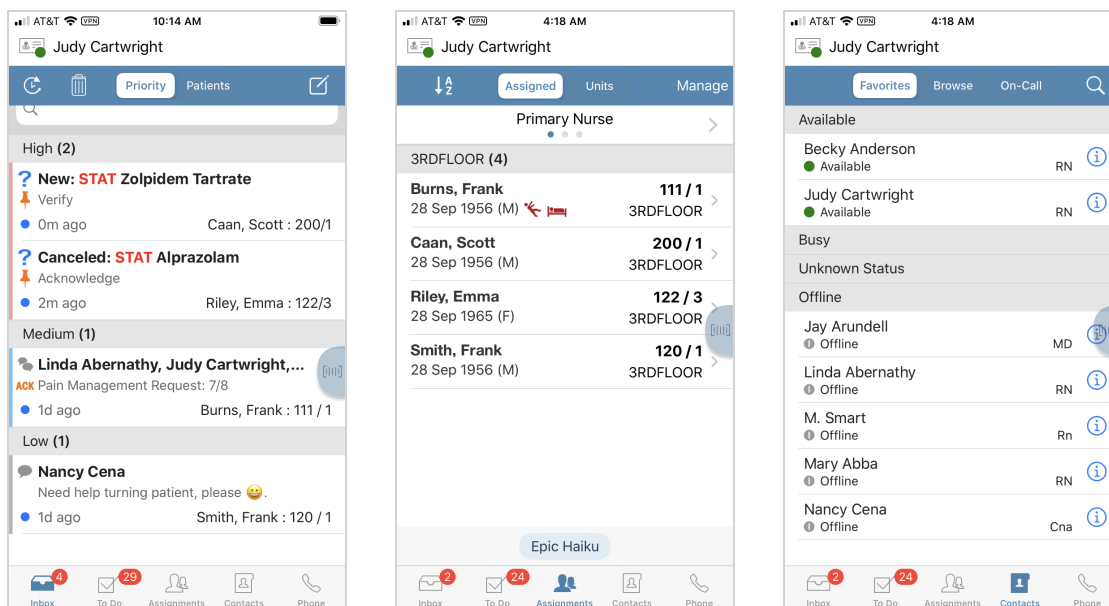 AT&T VPN 10:14 AM
Judy Cartwright
Priority Patients
High (2)
New: STAT Zolpidem Tartrate
Verify
0m ago Caan, Scott : 200/1
Canceled: STAT Alprazolam
Acknowledge
2m ago Riley, Emma : 122/3
Medium (1)
Linda Abernathy, Judy Cartwright,...
ACK Pain Management Request: 7/8
1d ago Burns, Frank : 111 / 1
Low (1)
Nancy Cena
Need help turning patient, please 😀.
1d ago Smith, Frank : 120 / 1
4 29
Inbox To Do Assignments Contacts Phone
AT&T VPN 4:18 AM
Judy Cartwright
A Z Assigned Units Manage
Primary Nurse
3RDFLOOR (4)
Burns, Frank 111 / 1
28 Sep 1956 (M) 3RDFLOOR
Caan, Scott 200 / 1
28 Sep 1956 (M) 3RDFLOOR
Riley, Emma 122 / 3
28 Sep 1965 (F) 3RDFLOOR
Smith, Frank 120 / 1
28 Sep 1956 (M) 3RDFLOOR
Epic Haiku
2 24
Inbox To Do Assignments Contacts Phone
AT&T VPN 4:18 AM
Judy Cartwright
Favorites Browse On-Call
Available
Becky Anderson
Available RN
Judy Cartwright
Available RN
Busy
Unknown Status
Offline
Jay Arundell
Offline MD
Linda Abernathy
Offline RN
M. Smart
Offline Rn
Mary Abba
Offline RN
Nancy Cena
Offline Cna
2 24
Inbox To Do Assignments Contacts Phone